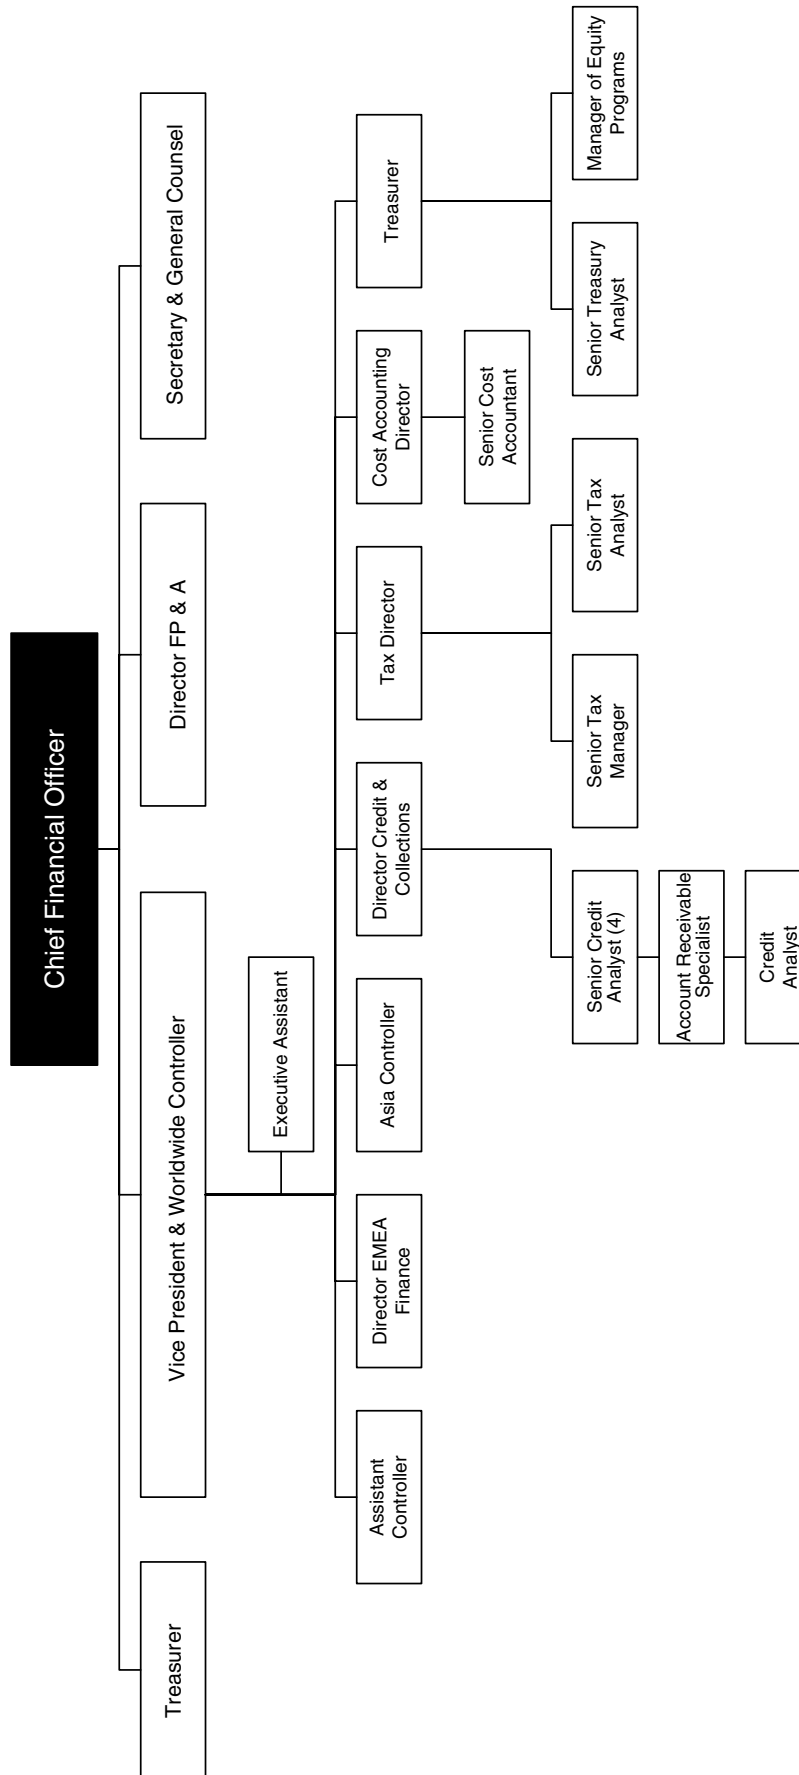 Chief Financial Officer
Treasurer
Vice President & Worldwide Controller
Director FP & A
Secretary & General Counsel
Executive Assistant
Assistant
Controller
Director EMEA
Finance
Asia Controller
Director Credit &
Collections
Tax Director
Cost Accounting
Director
Treasurer
Senior Cost
Accountant
Senior Credit
Analyst (4)
Senior Tax
Manager
Senior Tax
Analyst
Senior Treasury
Analyst
Manager of Equity
Programs
Account Receivable
Specialist
Credit
Analyst